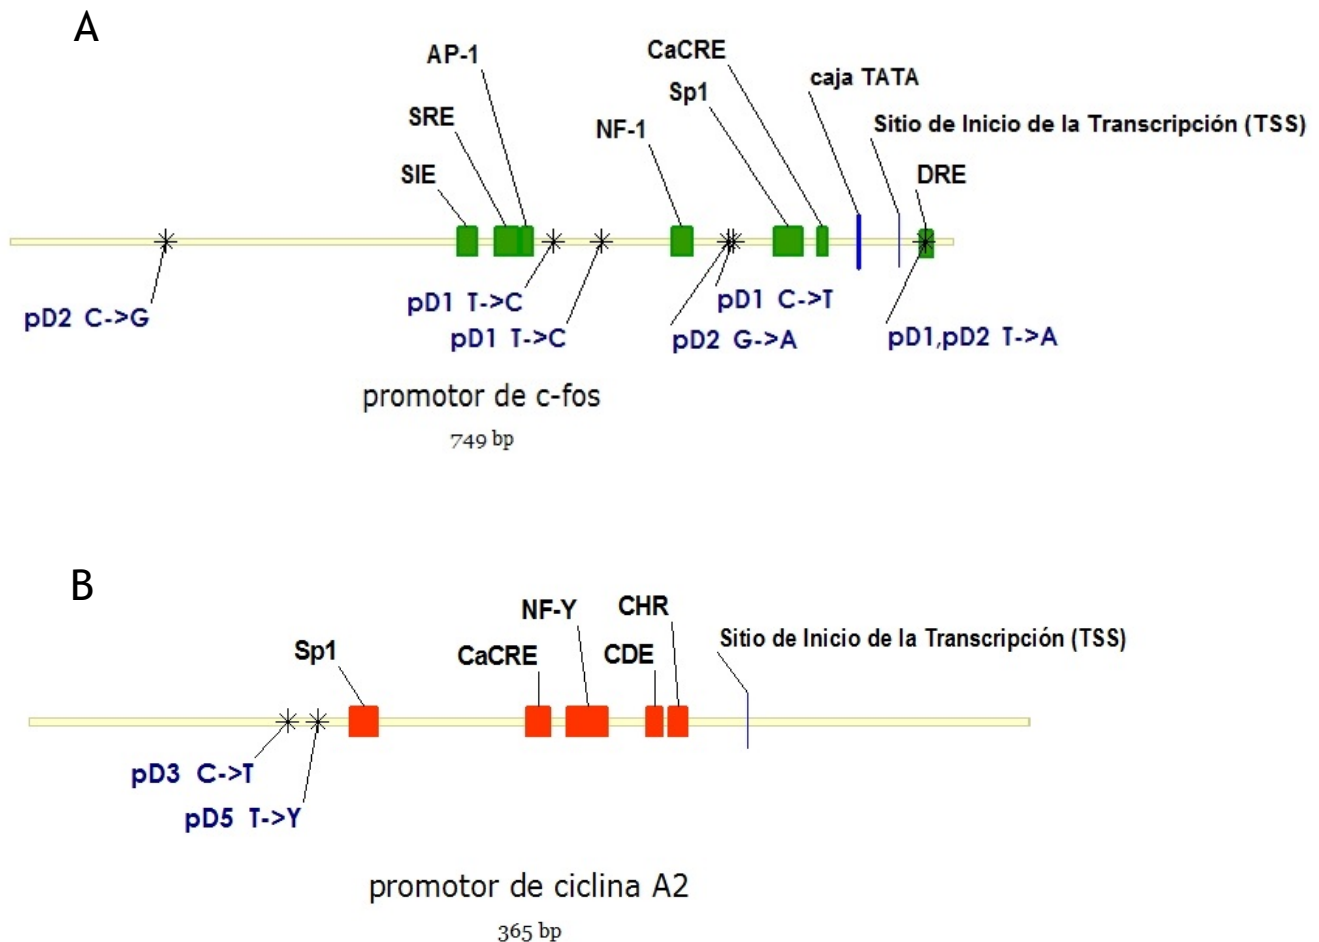 A
AP-1
CaCRE
caja TATA
Sp1
SRE
NF-1
Sitio de Inicio de la Transcripción (TSS)
SIE
DRE
pD2 C->G
pD1 T->C
pD1 C->T
pD1 T->C
pD2 G->A
pD1,pD2 T->A
promotor de c-fos
749 bp
B
NF-Y
CHR
Sitio de Inicio de la Transcripción (TSS)
Sp1
CaCRE
CDE
pD3 C->T
pD5 T->Y
promotor de ciclina A2
365 bp